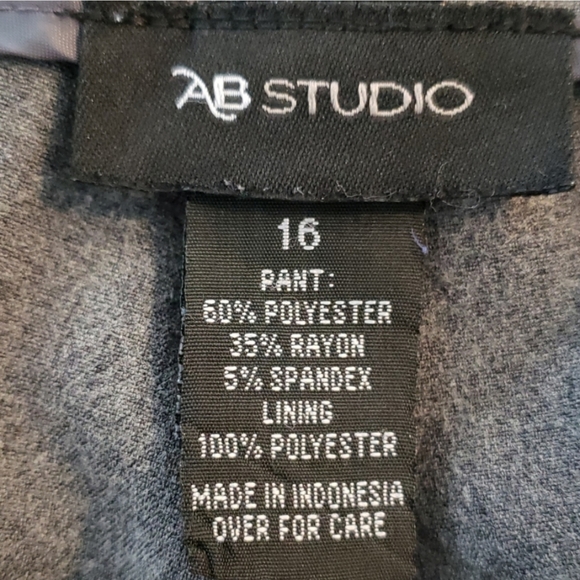 AB STUDIO
16
PANT:
60% POLYESTER
35% RAYON
5% SPANDEX
LINING
100% POLYESTER
MADE IN INDONESIA
OVER FOR CARE